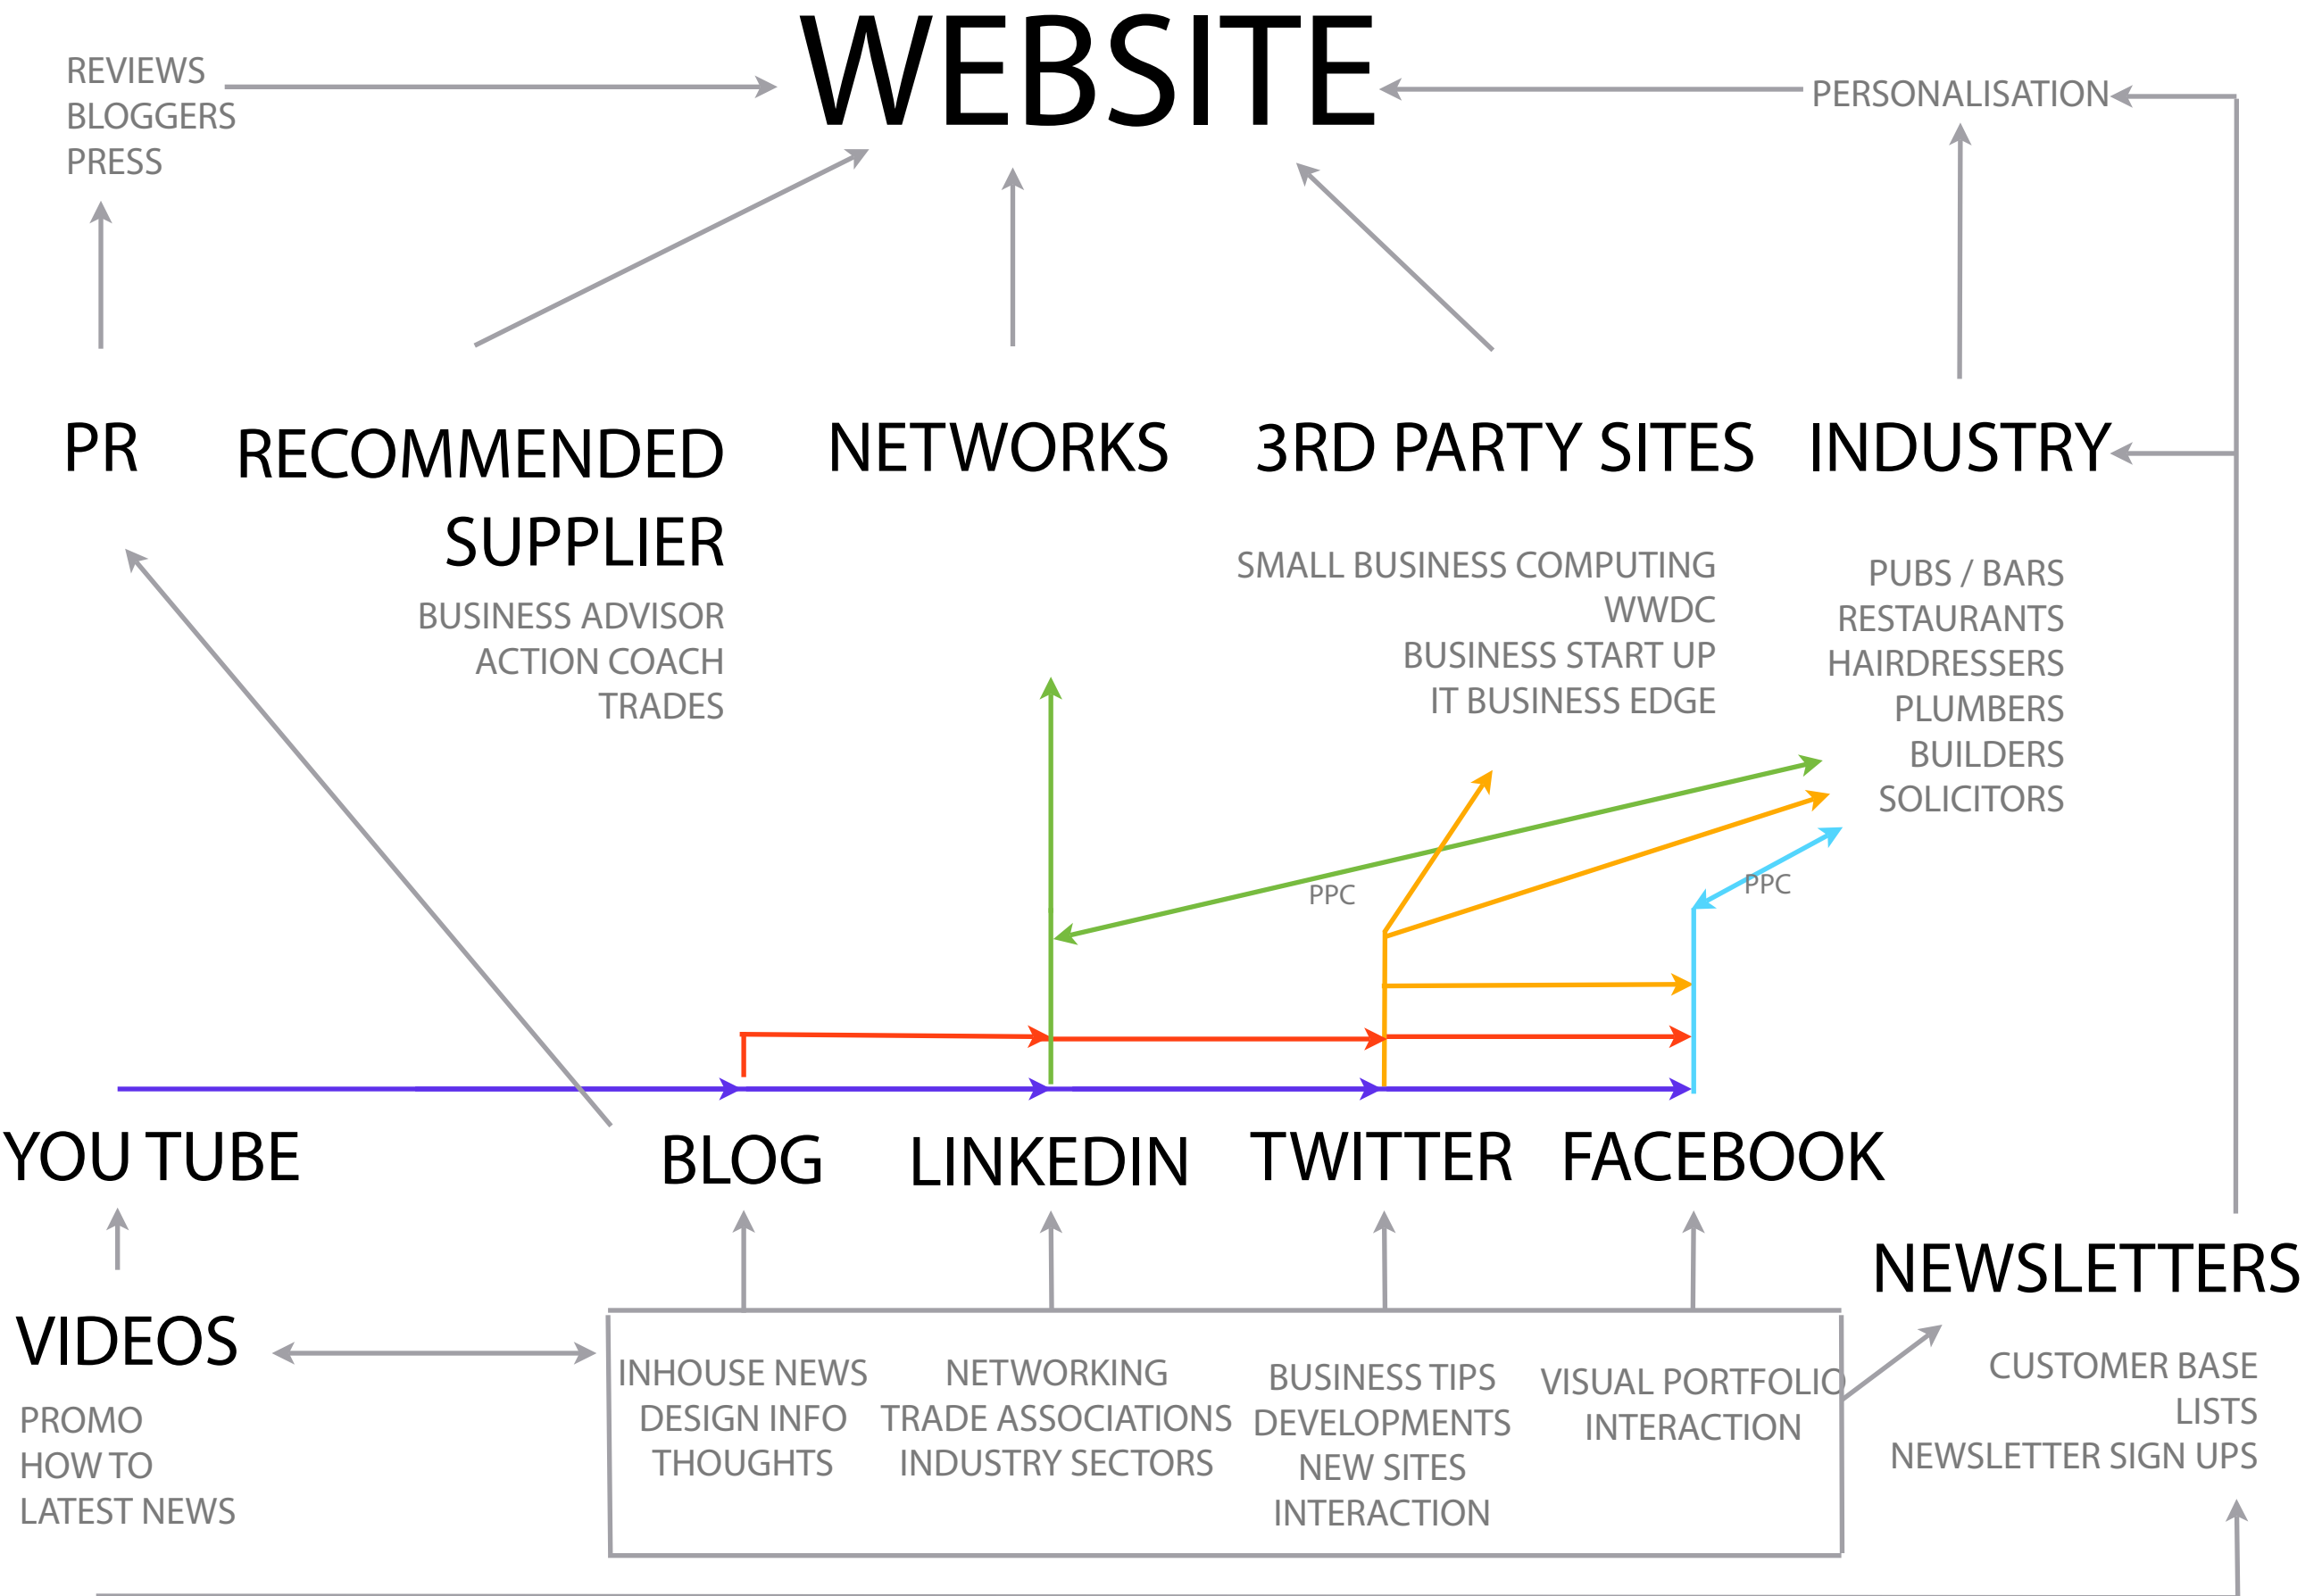 WEBSITE
REVIEWS
BLOGGERS
PRESS
PERSONALISATION
PR
RECOMMENDED
SUPPLIER
BUSINESS ADVISOR
ACTION COACH
TRADES
NETWORKS
3RD PARTY SITES
SMALL BUSINESS COMPUTING
WWDC
BUSINESS START UP
IT BUSINESS EDGE
INDUSTRY
PUBS / BARS
RESTAURANTS
HAIRDRESSERS
PLUMBERS
BUILDERS
SOLICITORS
PPC
PPC
YOU TUBE
BLOG
LINKEDIN
TWITTER
FACEBOOK
NEWSLETTERS
VIDEOS
PROMO
HOW TO
LATEST NEWS
INHOUSE NEWS
DESIGN INFO
THOUGHTS
NETWORKING
TRADE ASSOCIATIONS
INDUSTRY SECTORS
BUSINESS TIPS
DEVELOPMENTS
NEW SITES
INTERACTION
VISUAL PORTFOLIO
INTERACTION
CUSTOMER BASE
LISTS
NEWSLETTER SIGN UPS